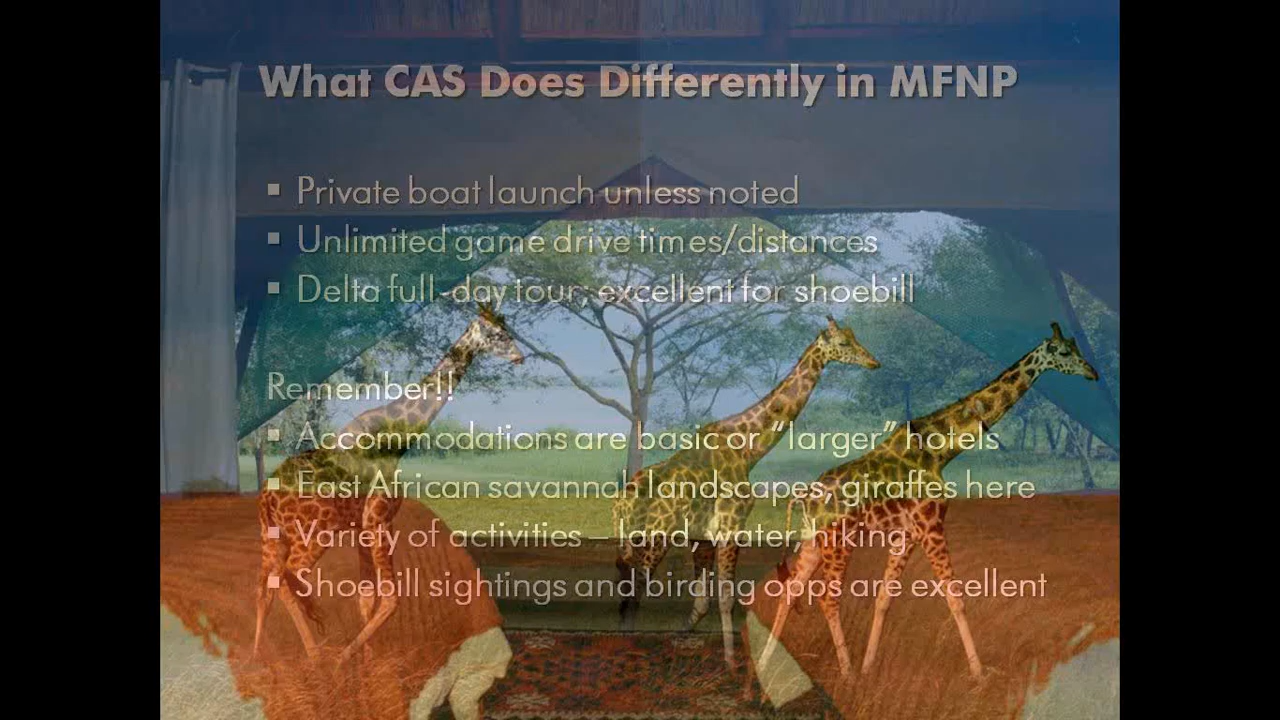 What CAS Does Differently in MFNP
▪ Private boat launch unless noted
▪ Unlimited game drive times/distances
▪ Delta full-day tour: excellent for shoebill
Remember!!
▪ Accommodations are basic or “larger” hotels
▪ East African savannah landscapes, giraffes here
▪ Variety of activities – land, water, hiking
▪ Shoebill sightings and birding opps are excellent